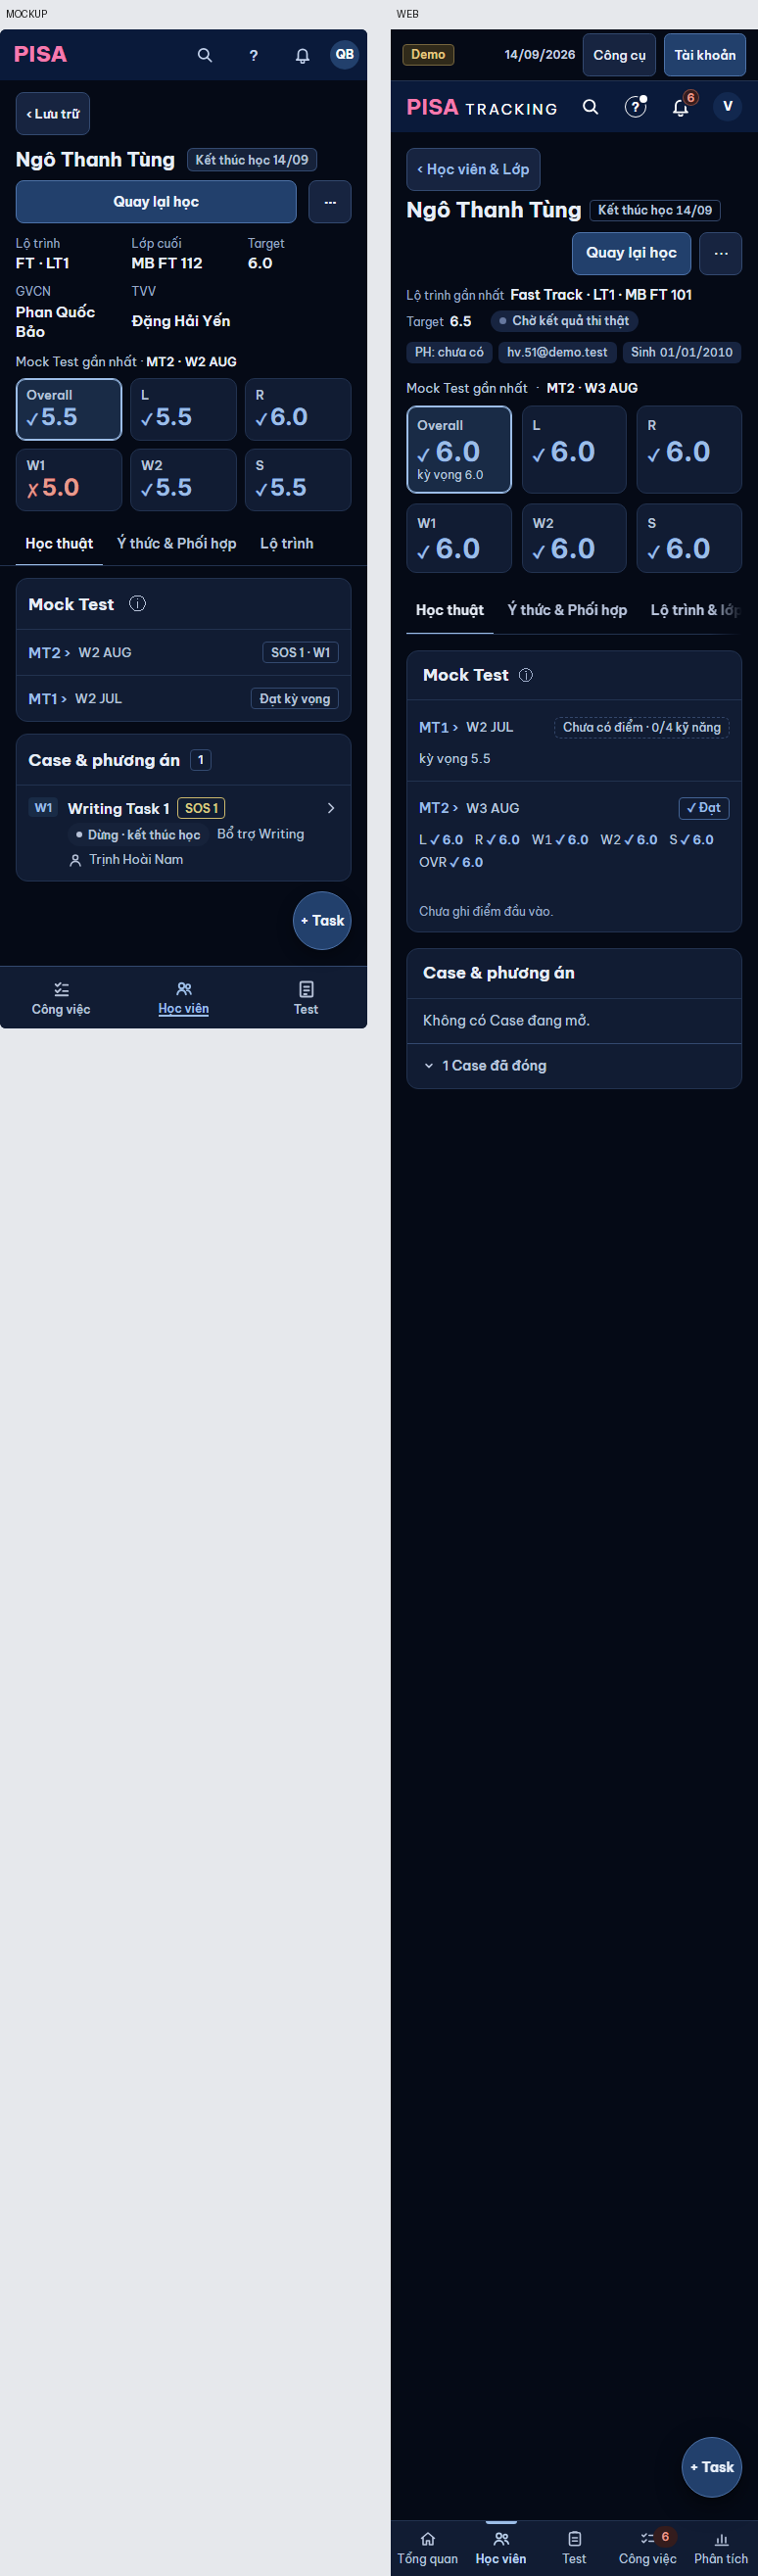 MOCKUP
PISA
?
QB
‹ Lưu trữ
Ngô Thanh Tùng
Kết thúc học 14/09
Quay lại học
···
Lộ trình
Lớp cuối
Target
FT · LT1
MB FT 112
6.0
GVCN
TVV
Phan Quốc Bảo
Đặng Hải Yến
Mock Test gần nhất · MT2 · W2 AUG
Overall
L
R
✓5.5
✓5.5
✓6.0
W1
W2
S
✗5.0
✓5.5
✓5.5
Học thuật
Ý thức & Phối hợp
Lộ trình
Mock Test ⓘ
MT2 › W2 AUG
SOS 1 · W1
MT1 › W2 JUL
Đạt kỳ vọng
Case & phương án 1
W1 Writing Task 1 SOS 1
Dừng · kết thúc học Bổ trợ Writing
Trịnh Hoài Nam
+ Task
Công việc
Học viên
Test
WEB
Demo
14/09/2026
Công cụ
Tài khoản
PISA TRACKING
?
6
V
‹ Học viên & Lớp
Ngô Thanh Tùng
Kết thúc học 14/09
Quay lại học
···
Lộ trình gần nhất Fast Track · LT1 · MB FT 101
Target 6.5
Chờ kết quả thi thật
PH: chưa có
hv.51@demo.test
Sinh 01/01/2010
Mock Test gần nhất · MT2 · W3 AUG
Overall
L
R
✓ 6.0
✓ 6.0
✓ 6.0
kỳ vọng 6.0
W1
W2
S
✓ 6.0
✓ 6.0
✓ 6.0
Học thuật
Ý thức & Phối hợp
Lộ trình & lớp
Mock Test ⓘ
MT1 › W2 JUL
Chưa có điểm · 0/4 kỹ năng
kỳ vọng 5.5
MT2 › W3 AUG
✓ Đạt
L ✓ 6.0 R ✓ 6.0 W1 ✓ 6.0 W2 ✓ 6.0 S ✓ 6.0
OVR ✓ 6.0
Chưa ghi điểm đầu vào.
Case & phương án
Không có Case đang mở.
1 Case đã đóng
+ Task
6
Tổng quan
Học viên
Test
Công việc
Phân tích